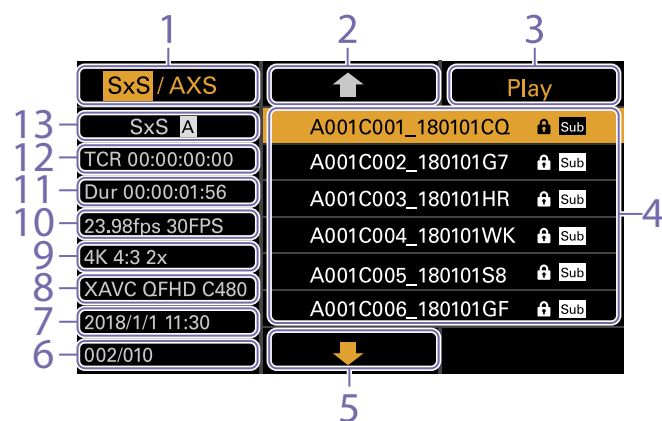 1 2 3
SxS / AXS
Play
13
SxS A
A001C001_180101CQ Sub
12
TCR 00:00:00:00
A001C002_180101G7 Sub
11
Dur 00:00:01:56
A001C003_180101HR Sub
4
10
23.98fps 30FPS
A001C004_180101WK Sub
9
4K 4:3 2x
A001C005_180101S8 Sub
8
XAVC QFHD C480
A001C006_180101GF Sub
7
2018/1/1 11:30
6
002/010
5